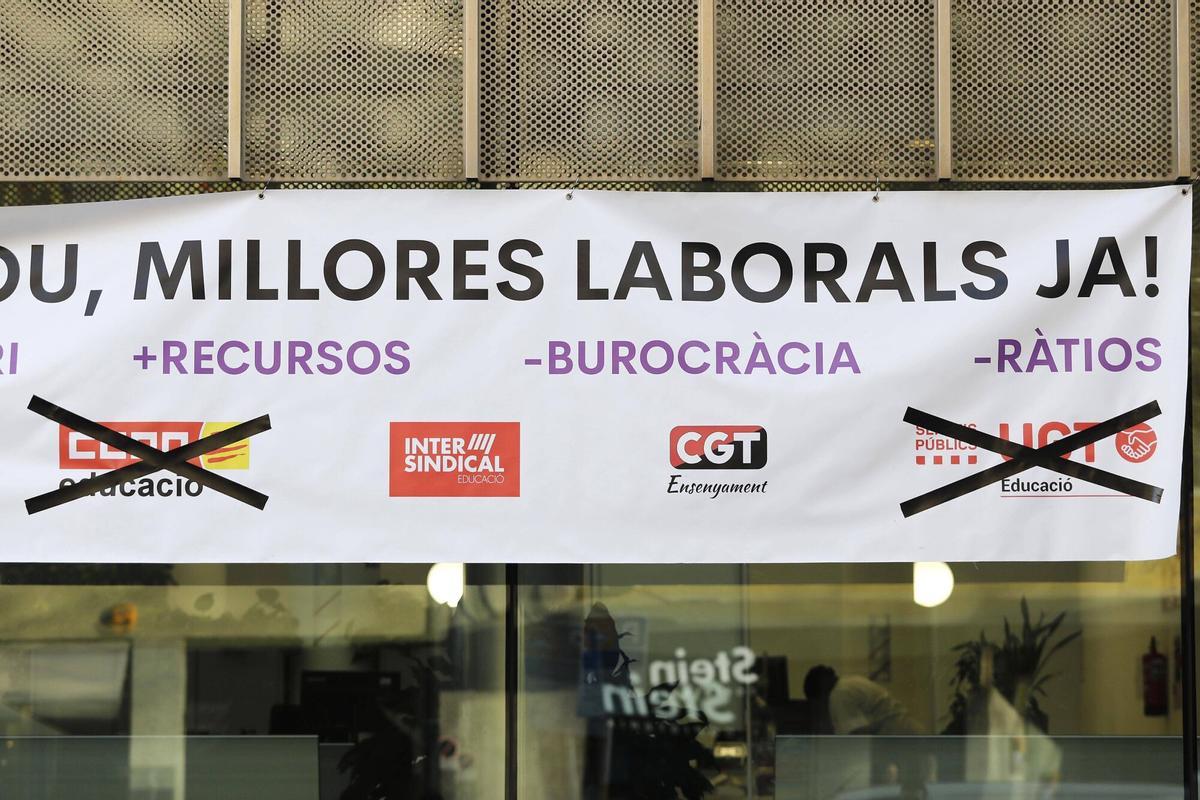 OU, MILLORES LABORALS JA!
RI +RECURSOS -BUROCRÀCIA -RÀTIOS
CCOO
educació
INTER
SINDICAL
EDUCACIÓ
CGT
Ensenyament
SERVEIS
PÚBLICS
UGT
Educació
Stein
Stein